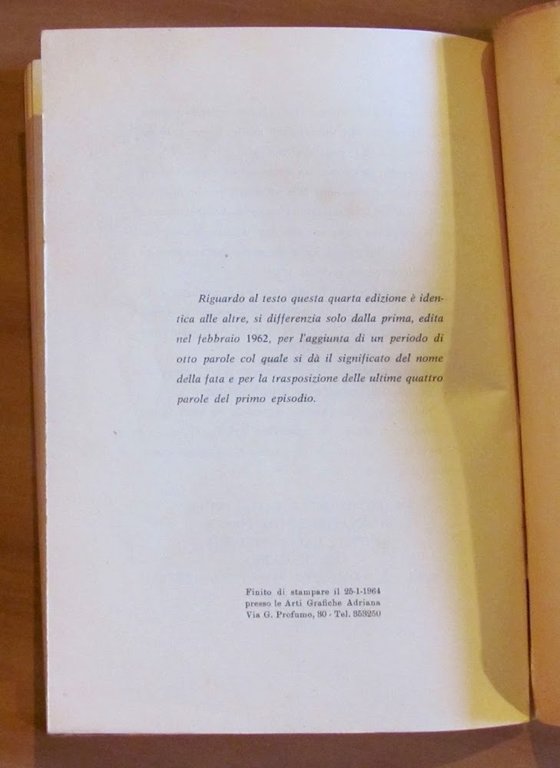 Riguardo al testo questa quarta edizione è iden-
tica alle altre, si differenzia solo dalla prima, edita
nel febbraio 1962, per l'aggiunta di un periodo di
otto parole col quale si dà il significato del nome
della fata e per la trasposizione delle ultime quattro
parole del primo episodio.
Finito di stampare il 25-1-1964
presso le Arti Grafiche Adriana
Via G. Profumo, 30 - Tel. 353250